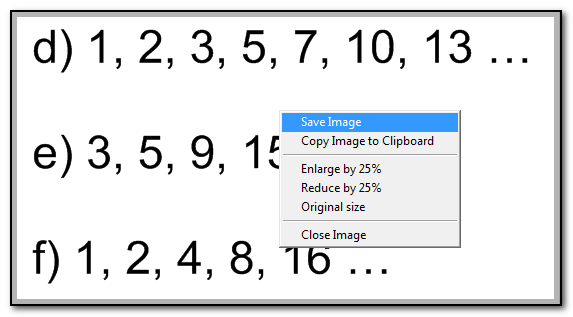 d) 1, 2, 3, 5, 7, 10, 13 …
Save Image
Copy Image to Clipboard
e) 3, 5, 9, 15
Enlarge by 25%
Reduce by 25%
Original size
Close Image
f) 1, 2, 4, 8, 16 …